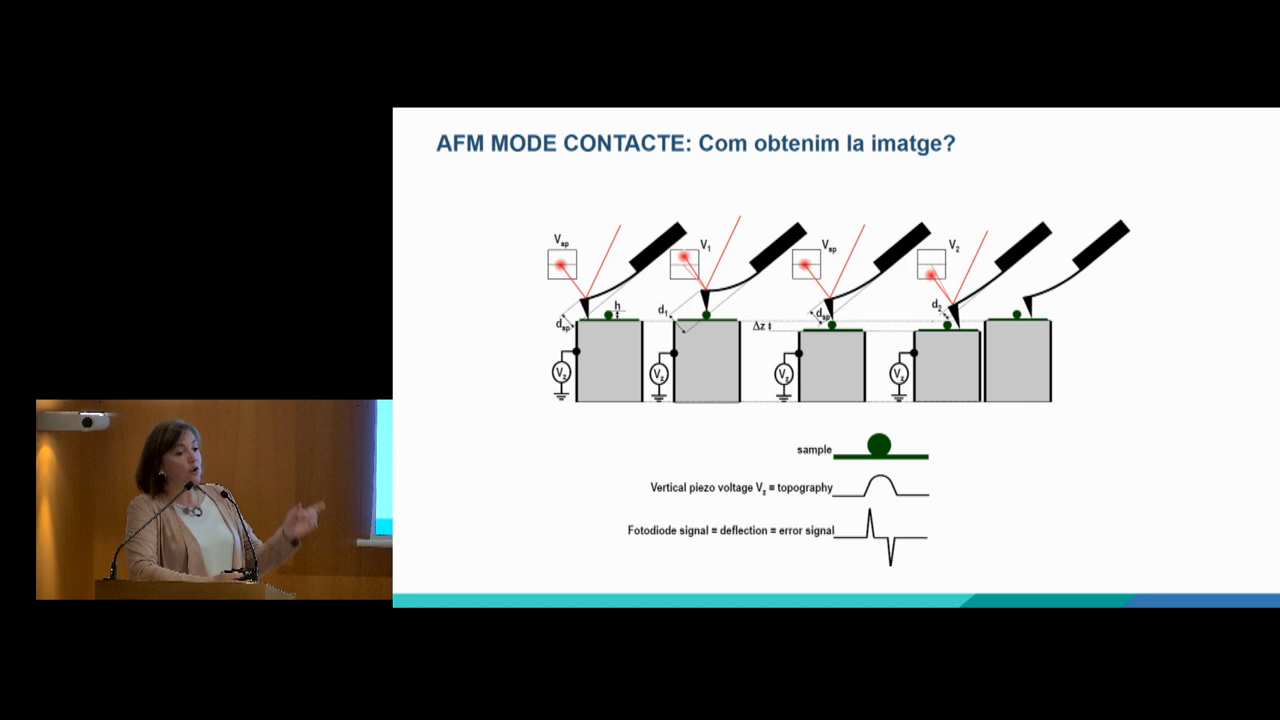 AFM MODE CONTACTE: Com obtenim la imatge?
Vsp
V1
Vsp
V2
h
dsp
d1
Δz
dsp
d2
Vz
Vz
Vz
Vz
sample
Vertical piezo voltage Vz = topography
Fotodiode signal = deflection = error signal